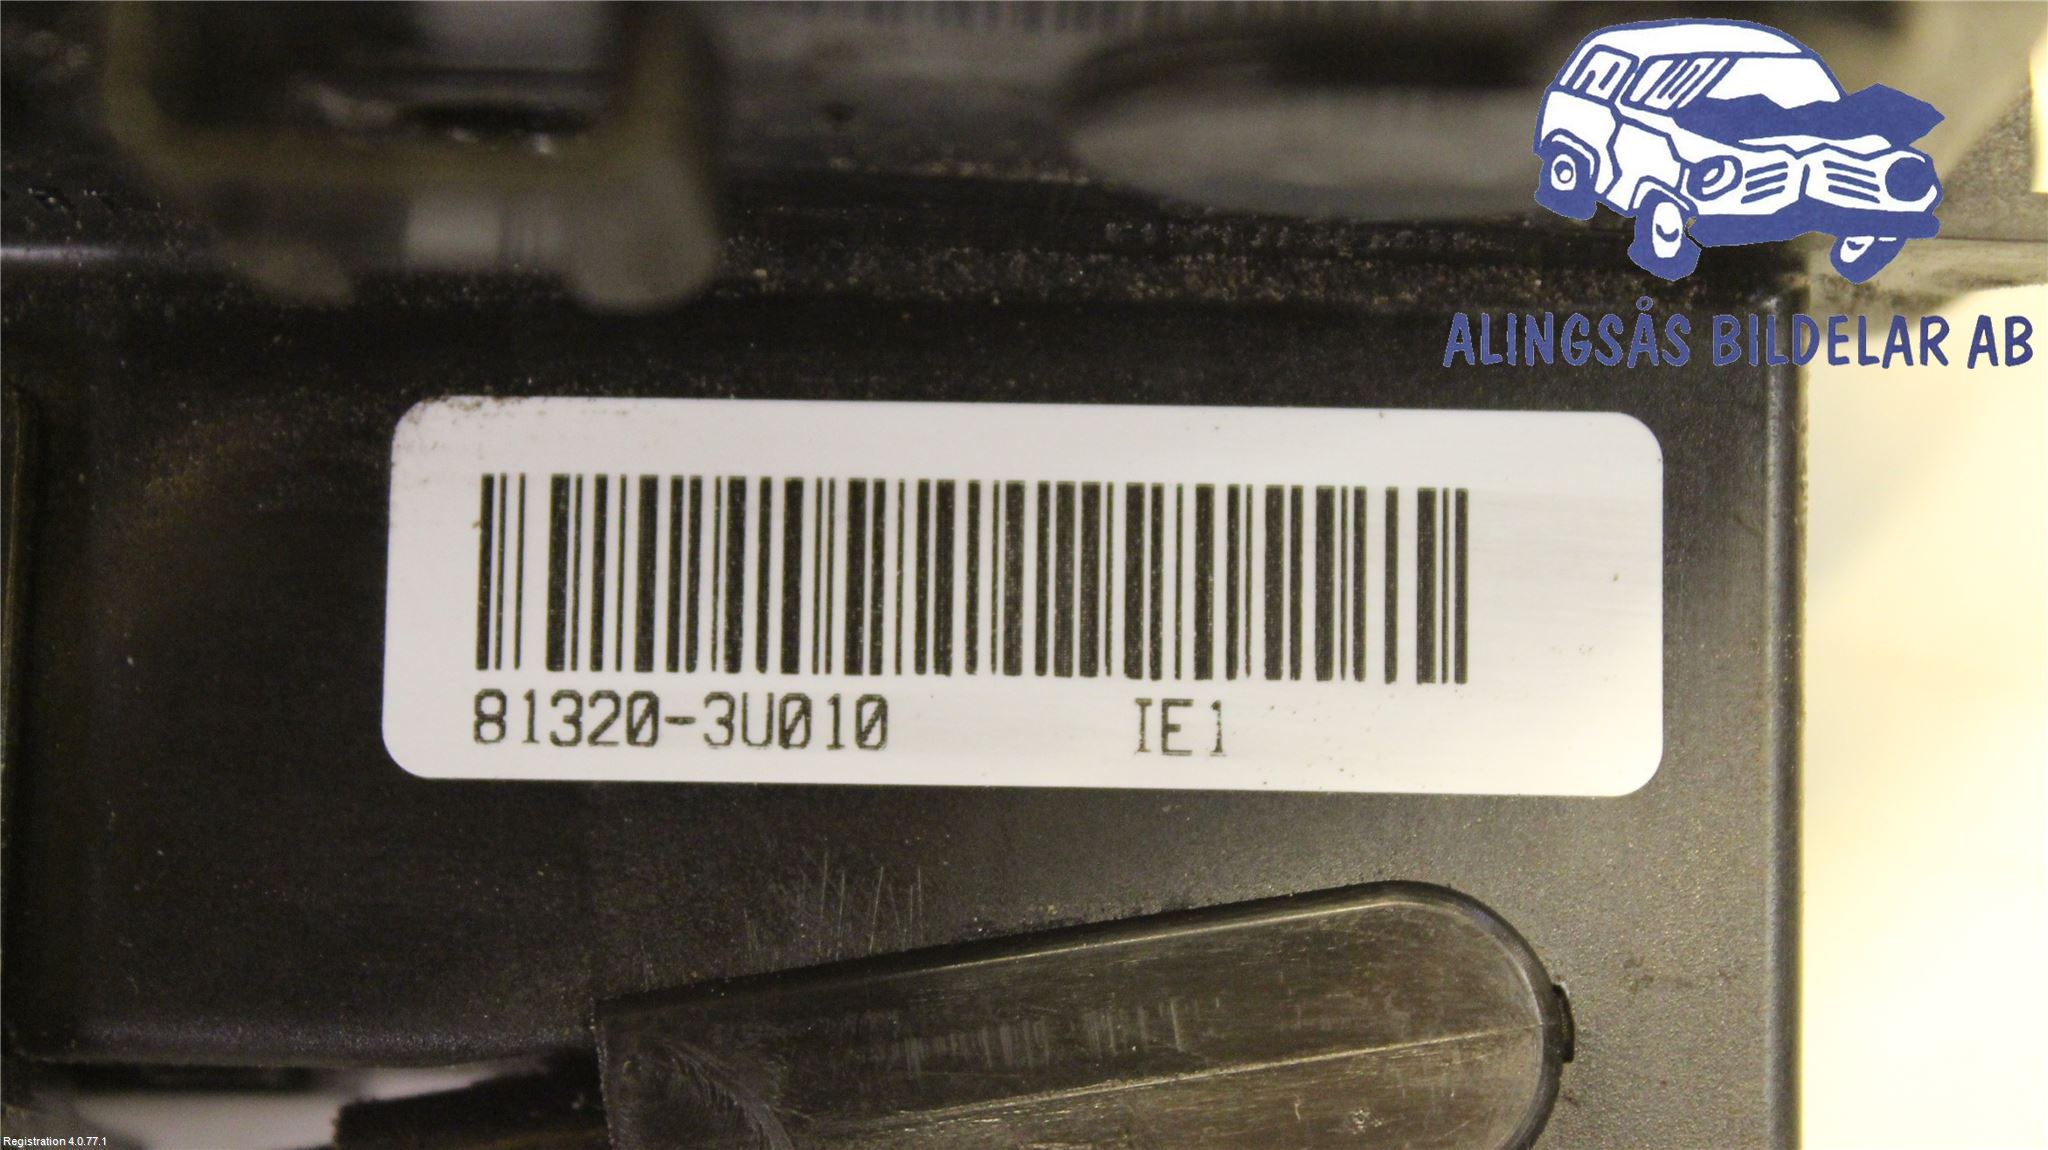 ALINGSÅS BILDELAR AB
81320-3U010 IE1
Registration 4.0.77.1